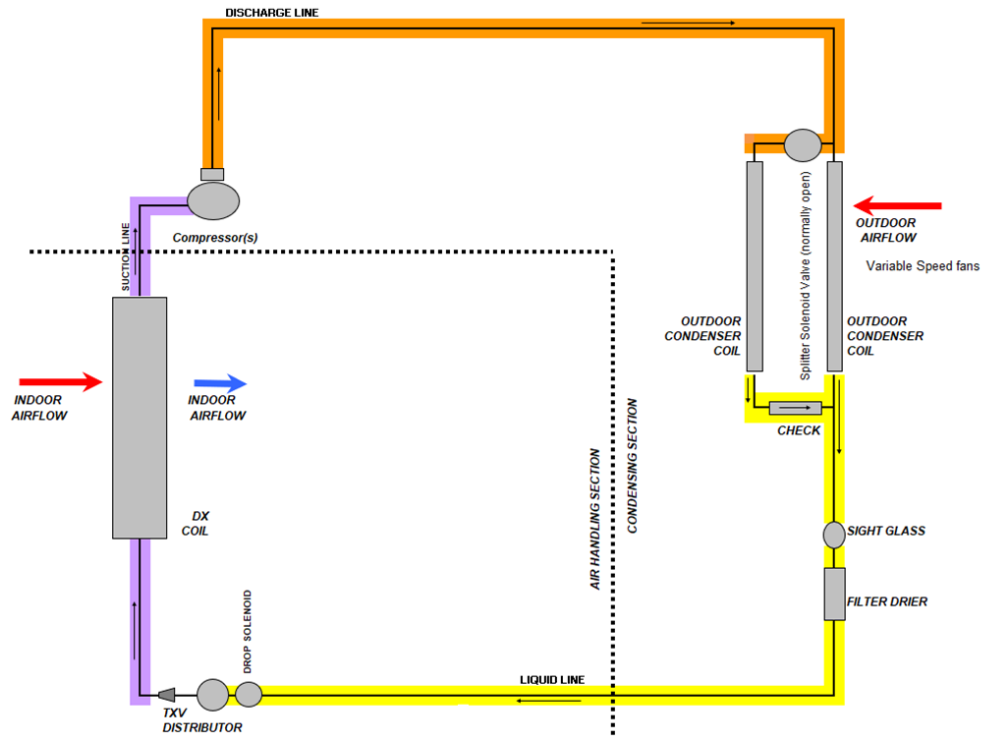 DISCHARGE LINE
Compressor(s)
SUCTION LINE
Splitter Solenoid Valve (normally open)
OUTDOOR
AIRFLOW
Variable Speed fans
OUTDOOR
CONDENSER
COIL
OUTDOOR
CONDENSER
COIL
INDOOR
AIRFLOW
INDOOR
AIRFLOW
CHECK
AIR HANDLING SECTION
CONDENSING SECTION
DX
COIL
SIGHT GLASS
FILTER DRIER
DROP SOLENOID
LIQUID LINE
TXV
DISTRIBUTOR